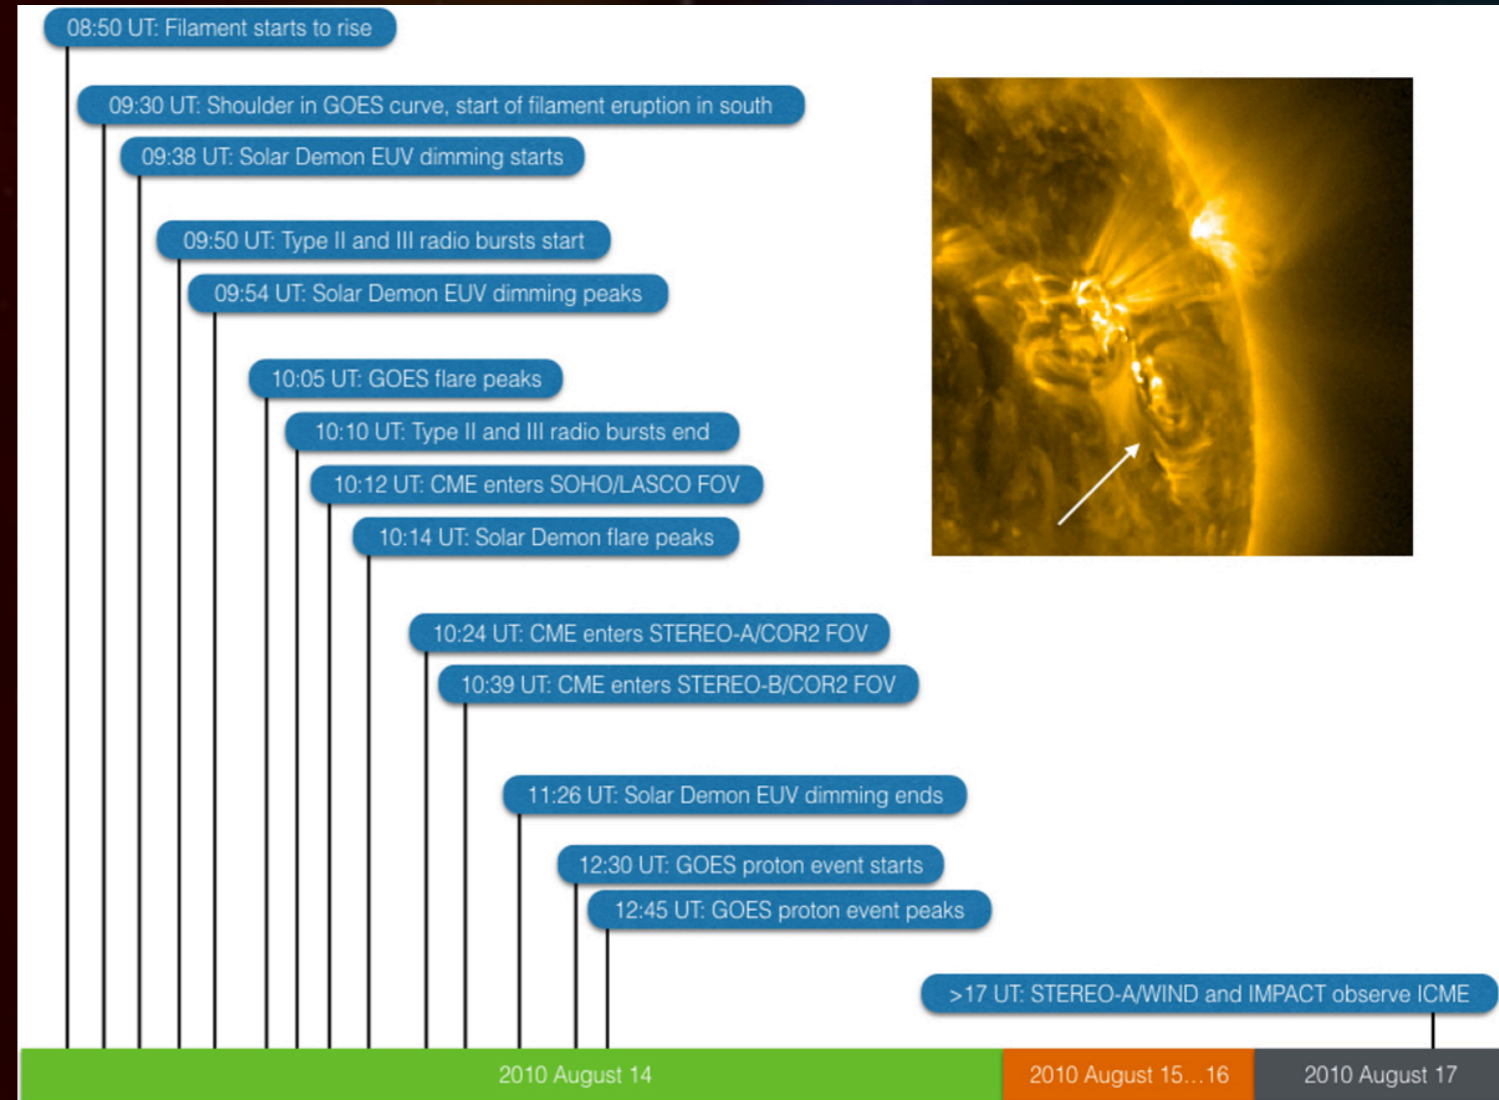 08:50 UT: Filament starts to rise
09:30 UT: Shoulder in GOES curve, start of filament eruption in south
09:38 UT: Solar Demon EUV dimming starts
09:50 UT: Type II and III radio bursts start
09:54 UT: Solar Demon EUV dimming peaks
10:05 UT: GOES flare peaks
10:10 UT: Type II and III radio bursts end
10:12 UT: CME enters SOHO/LASCO FOV
10:14 UT: Solar Demon flare peaks
10:24 UT: CME enters STEREO-A/COR2 FOV
10:39 UT: CME enters STEREO-B/COR2 FOV
11:26 UT: Solar Demon EUV dimming ends
12:30 UT: GOES proton event starts
12:45 UT: GOES proton event peaks
>17 UT: STEREO-A/WIND and IMPACT observe ICME
2010 August 14
2010 August 15...16
2010 August 17